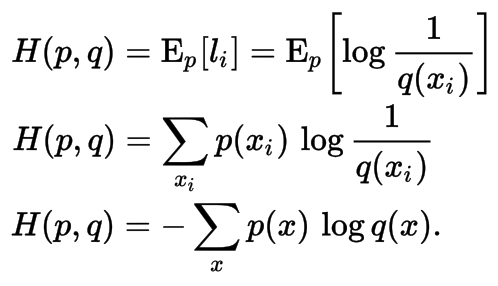 H(p, q) = E_p[l_i] = E_p[log 1/q(x_i)]
H(p, q) = ∑_{x_i} p(x_i) log 1/q(x_i)
H(p, q) = −∑_x p(x) log q(x).